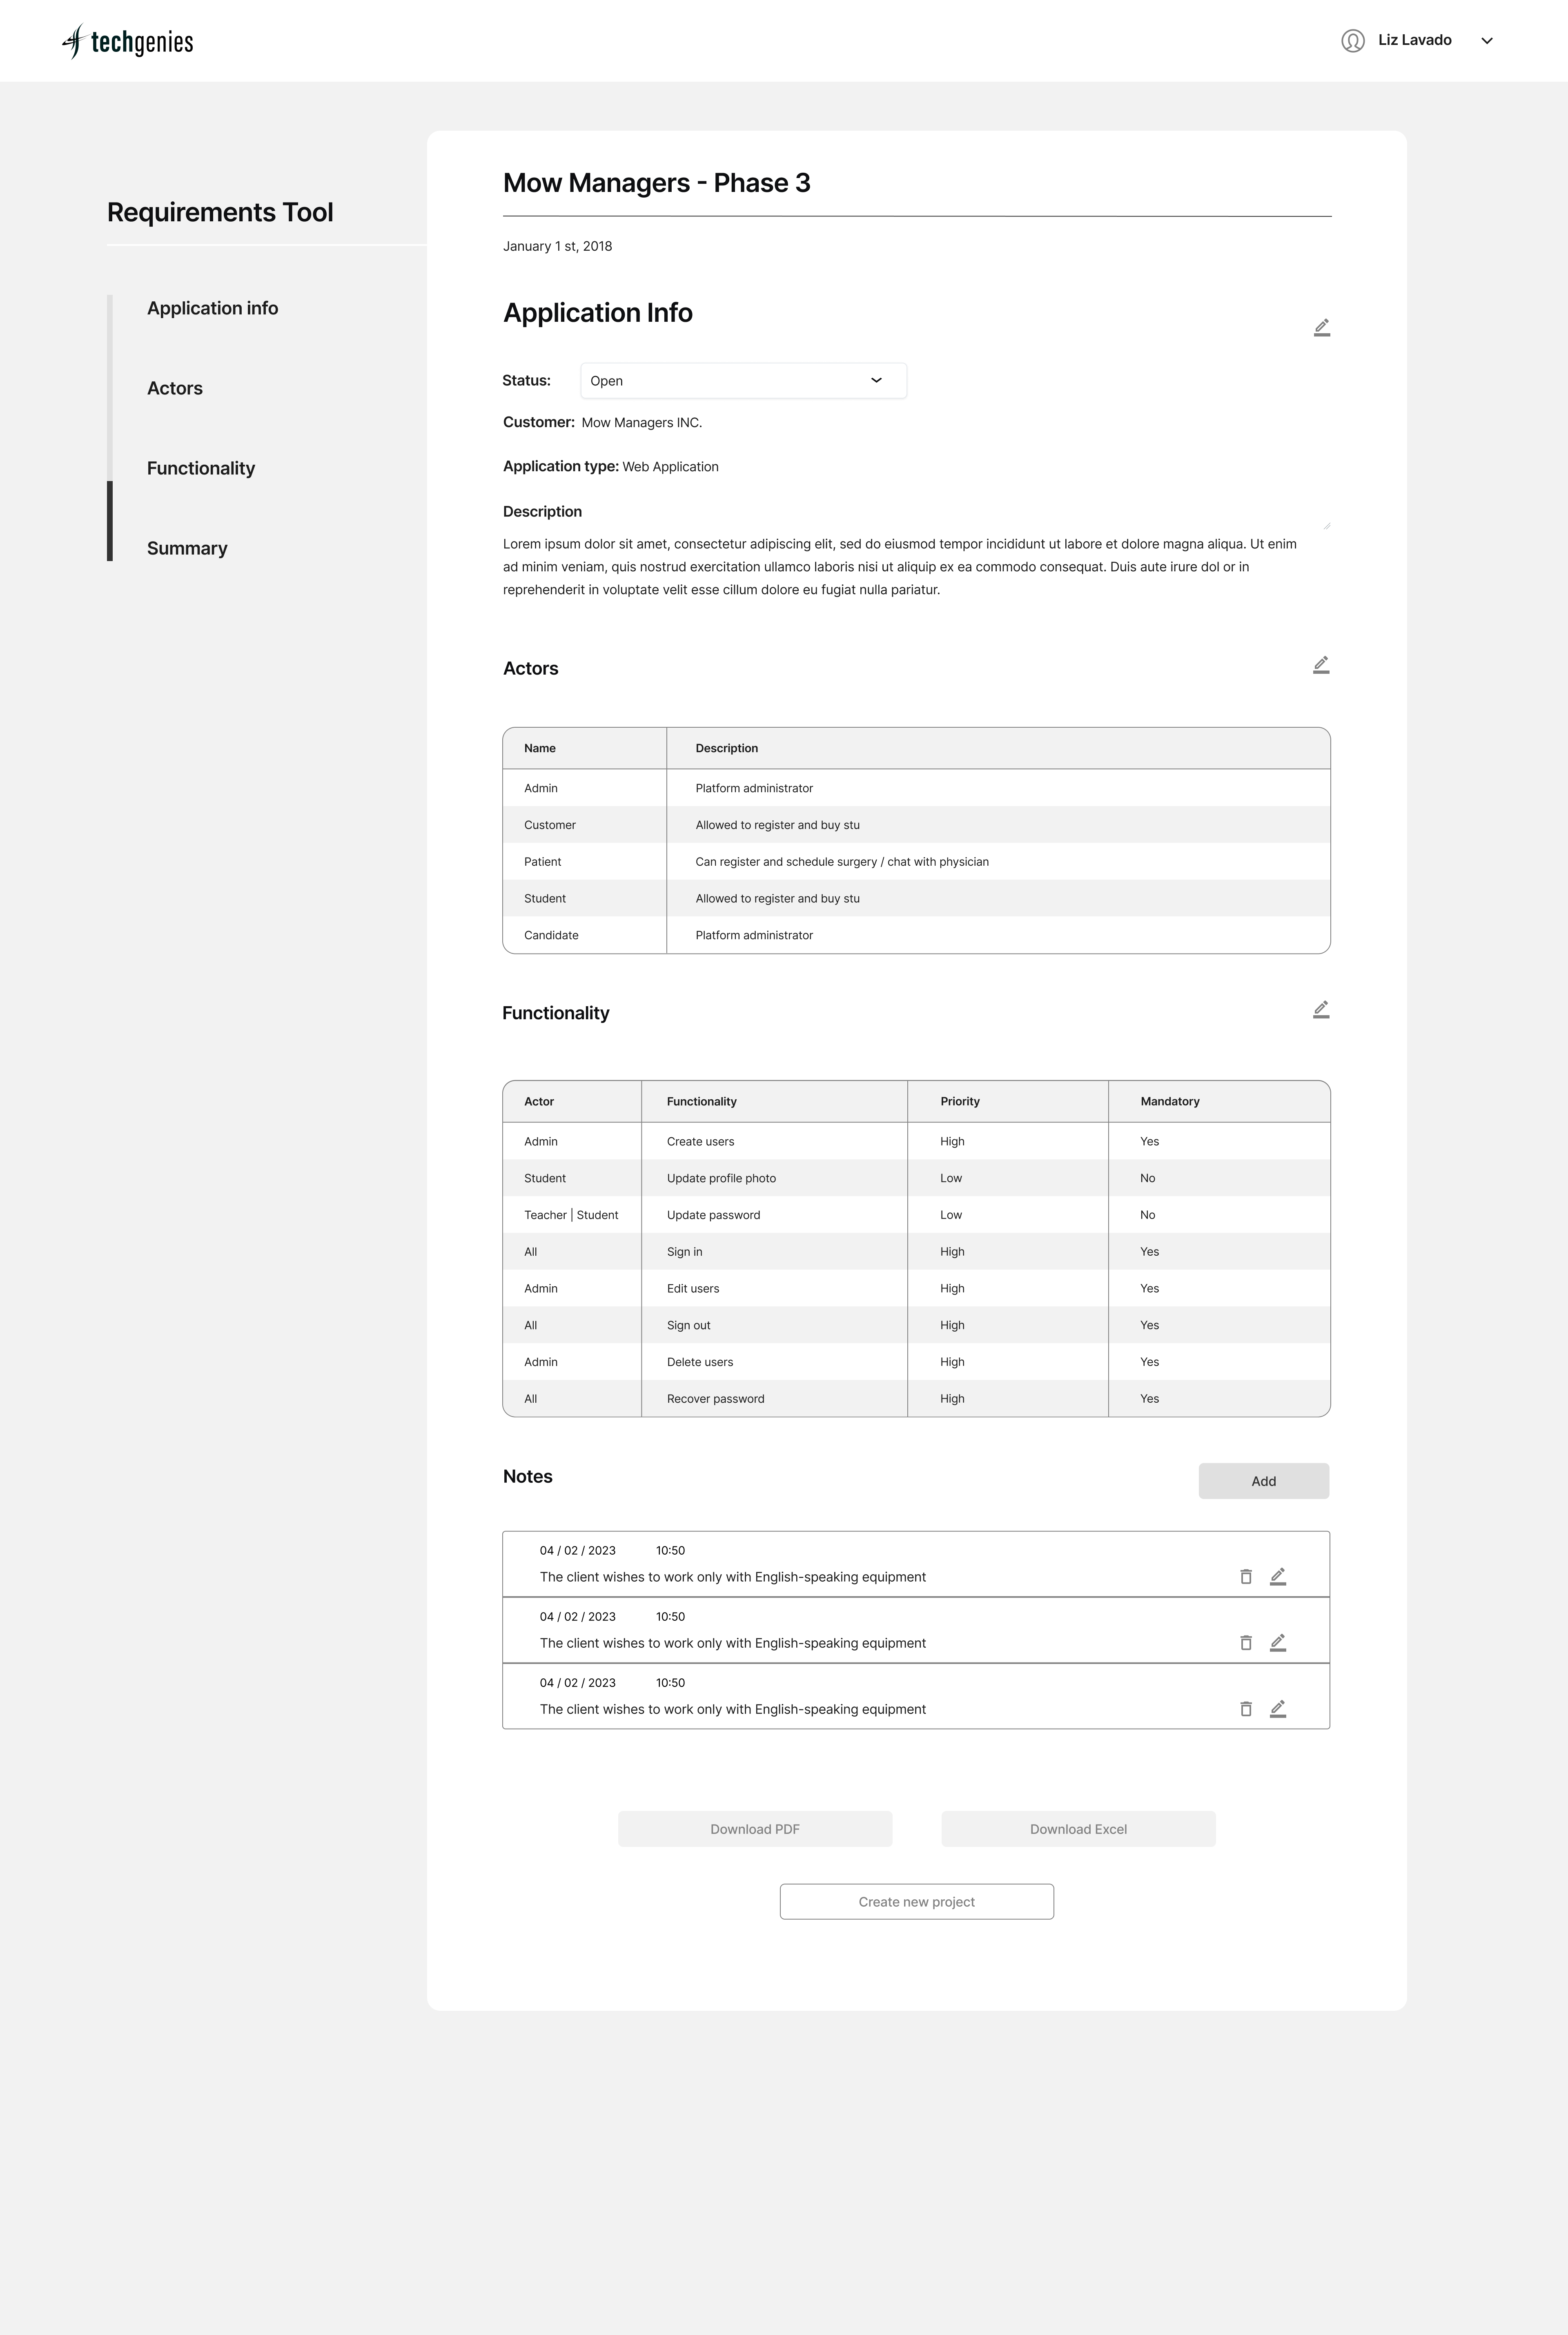 techgenies
Liz Lavado
Requirements Tool
Application info
Actors
Functionality
Summary
Mow Managers - Phase 3
January 1 st, 2018
Application Info
Status: Open
Customer: Mow Managers INC.
Application type: Web Application
Description
Lorem ipsum dolor sit amet, consectetur adipiscing elit, sed do eiusmod tempor incididunt ut labore et dolore magna aliqua. Ut enim
ad minim veniam, quis nostrud exercitation ullamco laboris nisi ut aliquip ex ea commodo consequat. Duis aute irure dol or in
reprehenderit in voluptate velit esse cillum dolore eu fugiat nulla pariatur.
Actors
Name Description
Admin Platform administrator
Customer Allowed to register and buy stu
Patient Can register and schedule surgery / chat with physician
Student Allowed to register and buy stu
Candidate Platform administrator
Functionality
Actor Functionality Priority Mandatory
Admin Create users High Yes
Student Update profile photo Low No
Teacher | Student Update password Low No
All Sign in High Yes
Admin Edit users High Yes
All Sign out High Yes
Admin Delete users High Yes
All Recover password High Yes
Notes
Add
04 / 02 / 2023 10:50
The client wishes to work only with English-speaking equipment
04 / 02 / 2023 10:50
The client wishes to work only with English-speaking equipment
04 / 02 / 2023 10:50
The client wishes to work only with English-speaking equipment
Download PDF Download Excel
Create new project